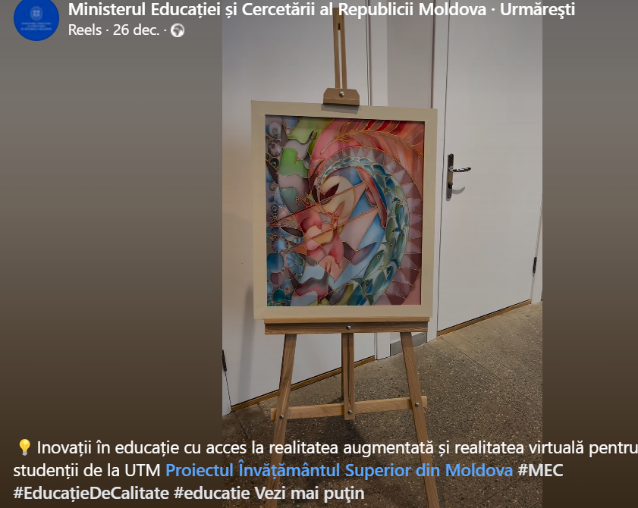 Ministerul Educației și Cercetării al Republicii Moldova · Urmărești
Reels · 26 dec. ·
💡Inovații în educație cu acces la realitatea augmentată și realitatea virtuală pentru
studenții de la UTM Proiectul Învățământul Superior din Moldova #MEC
#EducațieDeCalitate #educatie Vezi mai puțin